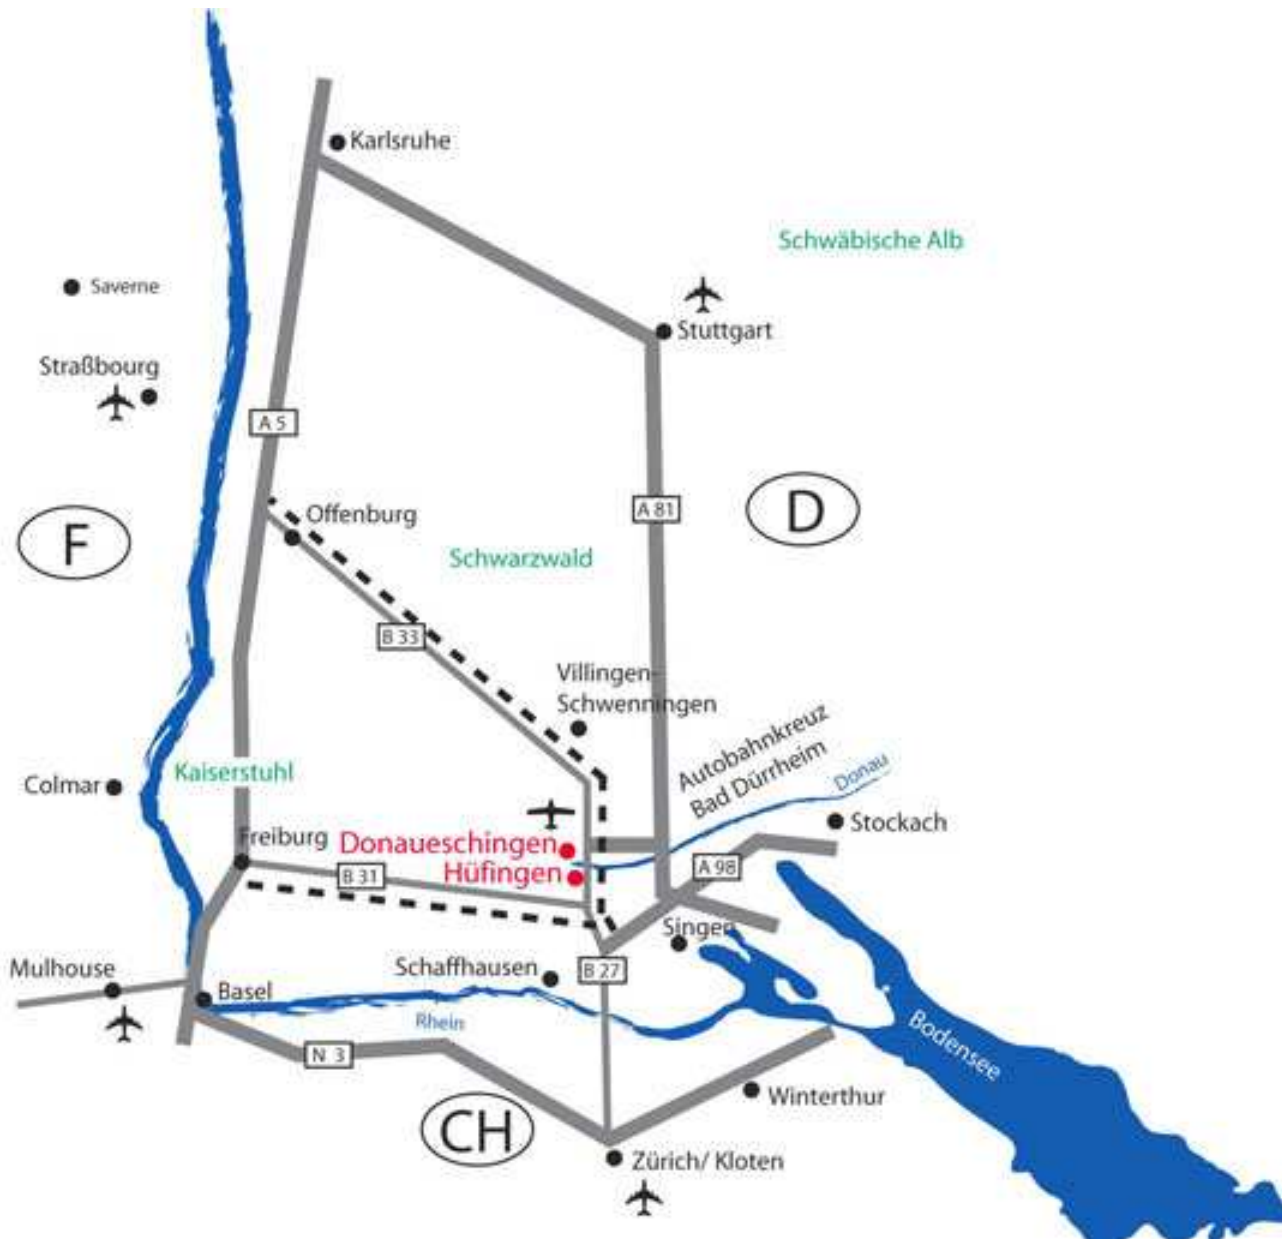 Karlsruhe
Schwäbische Alb
Saverne
Stuttgart
Straßbourg
A 5
A 81
D
Offenburg
F
Schwarzwald
B 33
Villingen-
Schwenningen
Autobahnkreuz
Bad Dürrheim
Donau
Kaiserstuhl
Colmar
Stockach
Freiburg
Donaueschingen
Hüfingen
B 31
A 98
Singen
Mulhouse
Schaffhausen
B 27
Basel
Rhein
Bodensee
N 3
Winterthur
CH
Zürich/ Kloten